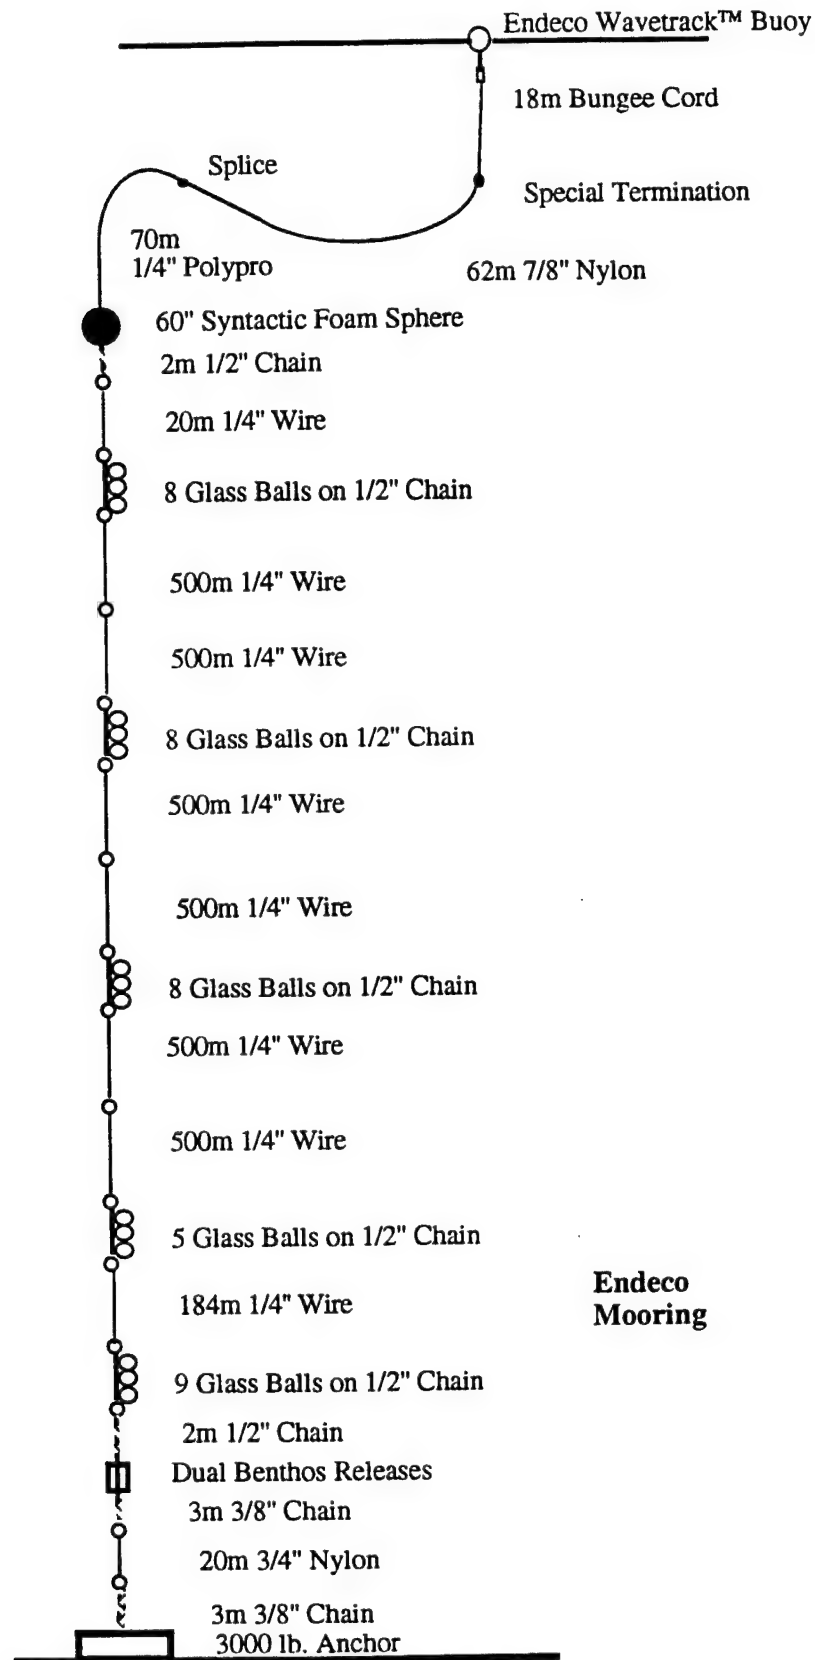 Endeco Wavetrack™ Buoy
18m Bungee Cord
Splice
Special Termination
70m
1/4" Polypro
62m 7/8" Nylon
60" Syntactic Foam Sphere
2m 1/2" Chain
20m 1/4" Wire
8 Glass Balls on 1/2" Chain
500m 1/4" Wire
500m 1/4" Wire
8 Glass Balls on 1/2" Chain
500m 1/4" Wire
500m 1/4" Wire
8 Glass Balls on 1/2" Chain
500m 1/4" Wire
500m 1/4" Wire
5 Glass Balls on 1/2" Chain
Endeco
Mooring
184m 1/4" Wire
9 Glass Balls on 1/2" Chain
2m 1/2" Chain
Dual Benthos Releases
3m 3/8" Chain
20m 3/4" Nylon
3m 3/8" Chain
3000 lb. Anchor